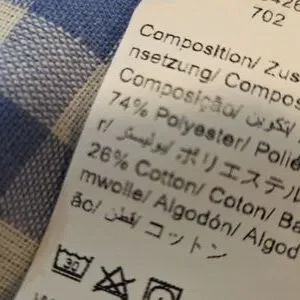 702
Composition/ Zus
nsetzung/ Compos
Composição/ تكوين/
74% Polyester/ Polié
بوليستر/ ポリエステル
26% Cotton/ Coton/ Ba
mwolle/ Algodón/ Algod
ão/ قطن/ コットン
30